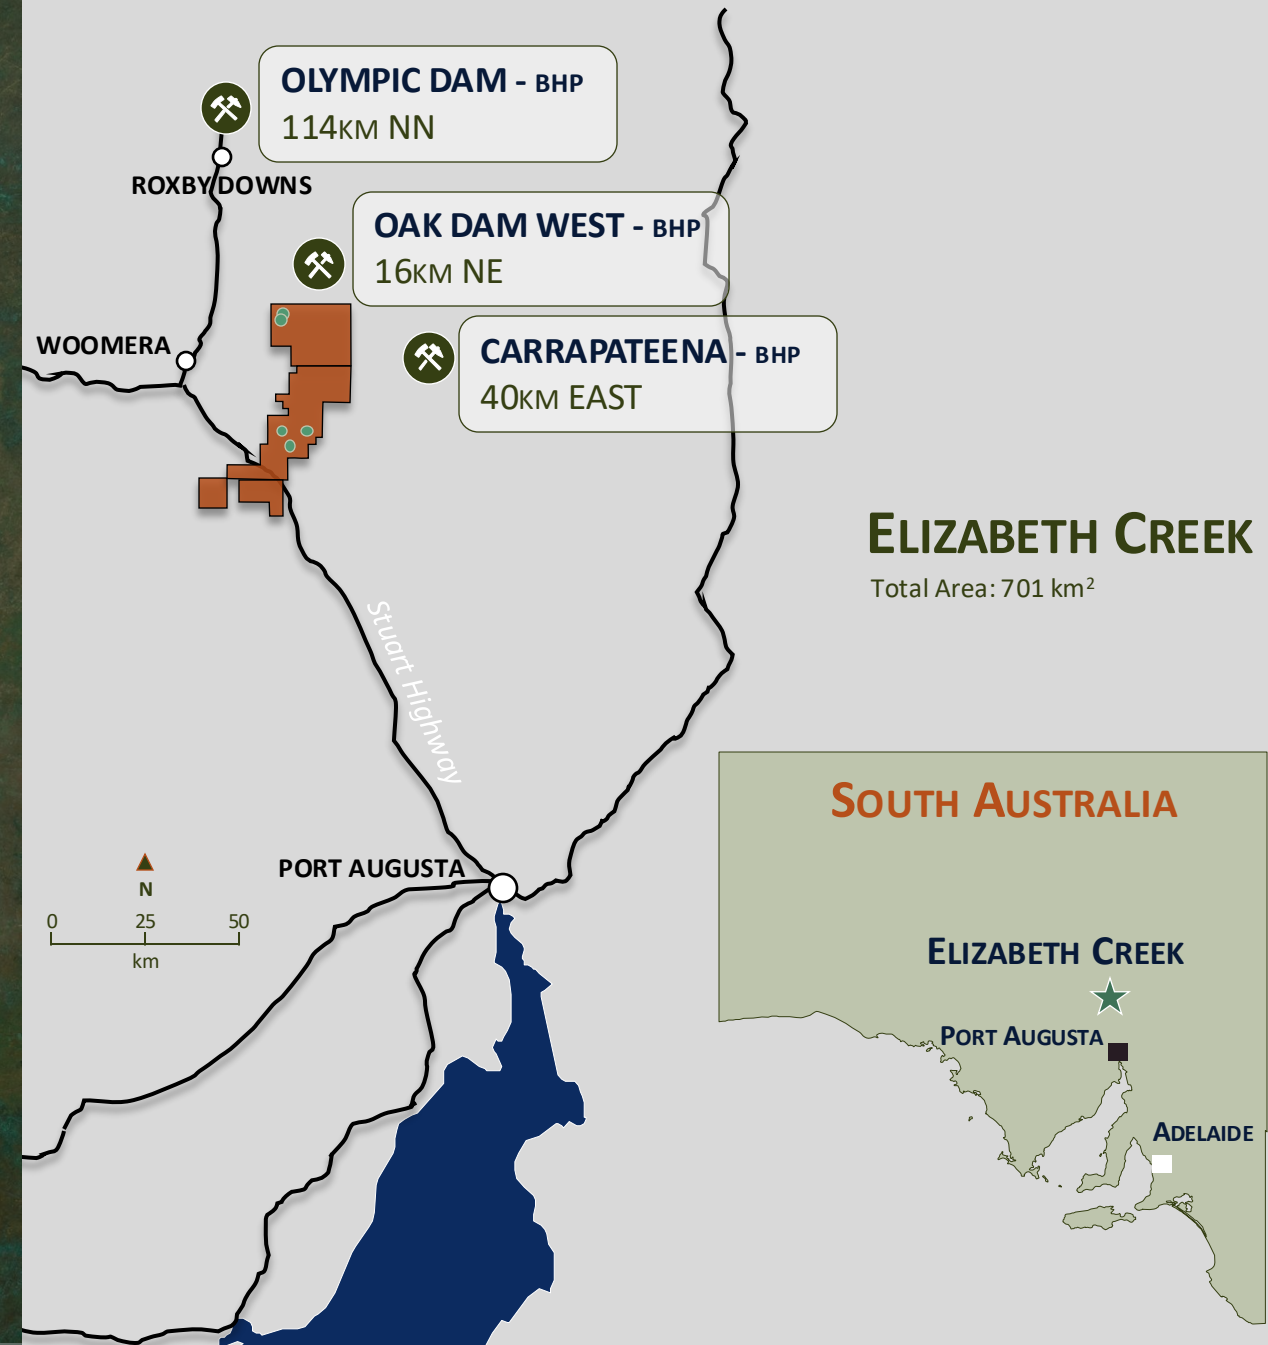 OLYMPIC DAM - BHP
114KM NN
ROXBY DOWNS
OAK DAM WEST - BHP
16KM NE
WOOMERA
CARRAPATEENA - BHP
40KM EAST
ELIZABETH CREEK
Total Area: 701 km²
Stuart Highway
SOUTH AUSTRALIA
PORT AUGUSTA
N
0 25 50
km
ELIZABETH CREEK
PORT AUGUSTA
ADELAIDE